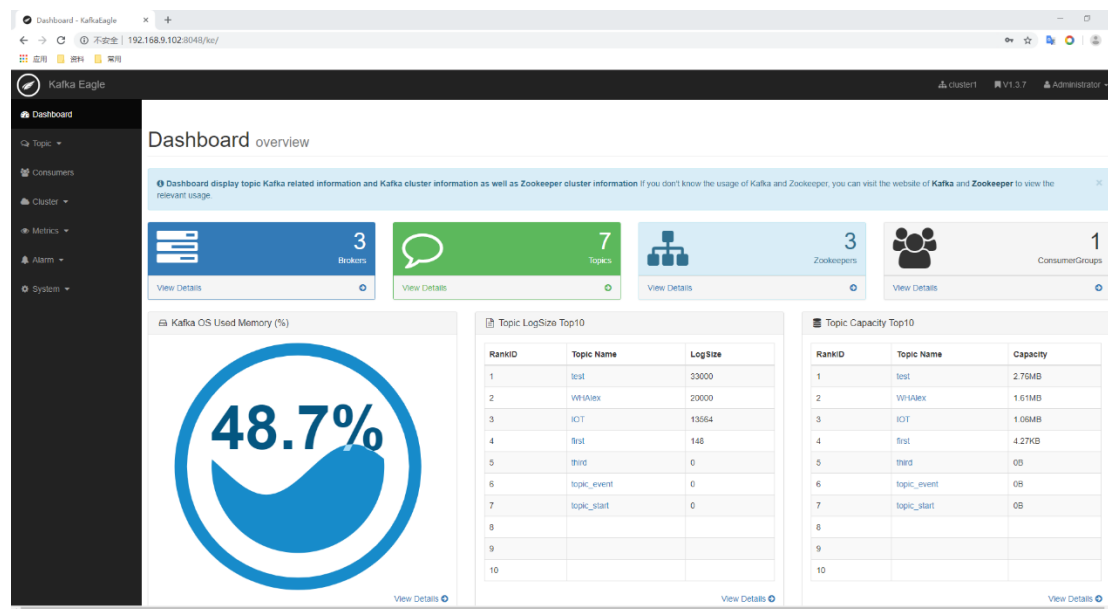 Dashboard - KafkaEagle
不安全 | 192.168.9.102:8048/ke/
应用 资料 常用
Kafka Eagle cluster1 V1.3.7 Administrator
Dashboard
Topic
Consumers
Cluster
Metrics
Alarm
System
Dashboard overview
Dashboard display topic Kafka related information and Kafka cluster information as well as Zookeeper cluster information If you don't know the usage of Kafka and Zookeeper, you can visit the website of Kafka and Zookeeper to view the
relevant usage.
3
Brokers
View Details
7
Topics
View Details
3
Zookeepers
View Details
1
ConsumerGroups
View Details
Kafka OS Used Memory (%)
48.7%
View Details
Topic LogSize Top10
RankID Topic Name LogSize
1 test 33000
2 WHAlex 20000
3 IOT 13564
4 first 148
5 third 0
6 topic_event 0
7 topic_start 0
8
9
10
View Details
Topic Capacity Top10
RankID Topic Name Capacity
1 test 2.76MB
2 WHAlex 1.61MB
3 IOT 1.06MB
4 first 4.27KB
5 third 0B
6 topic_event 0B
7 topic_start 0B
8
9
10
View Details